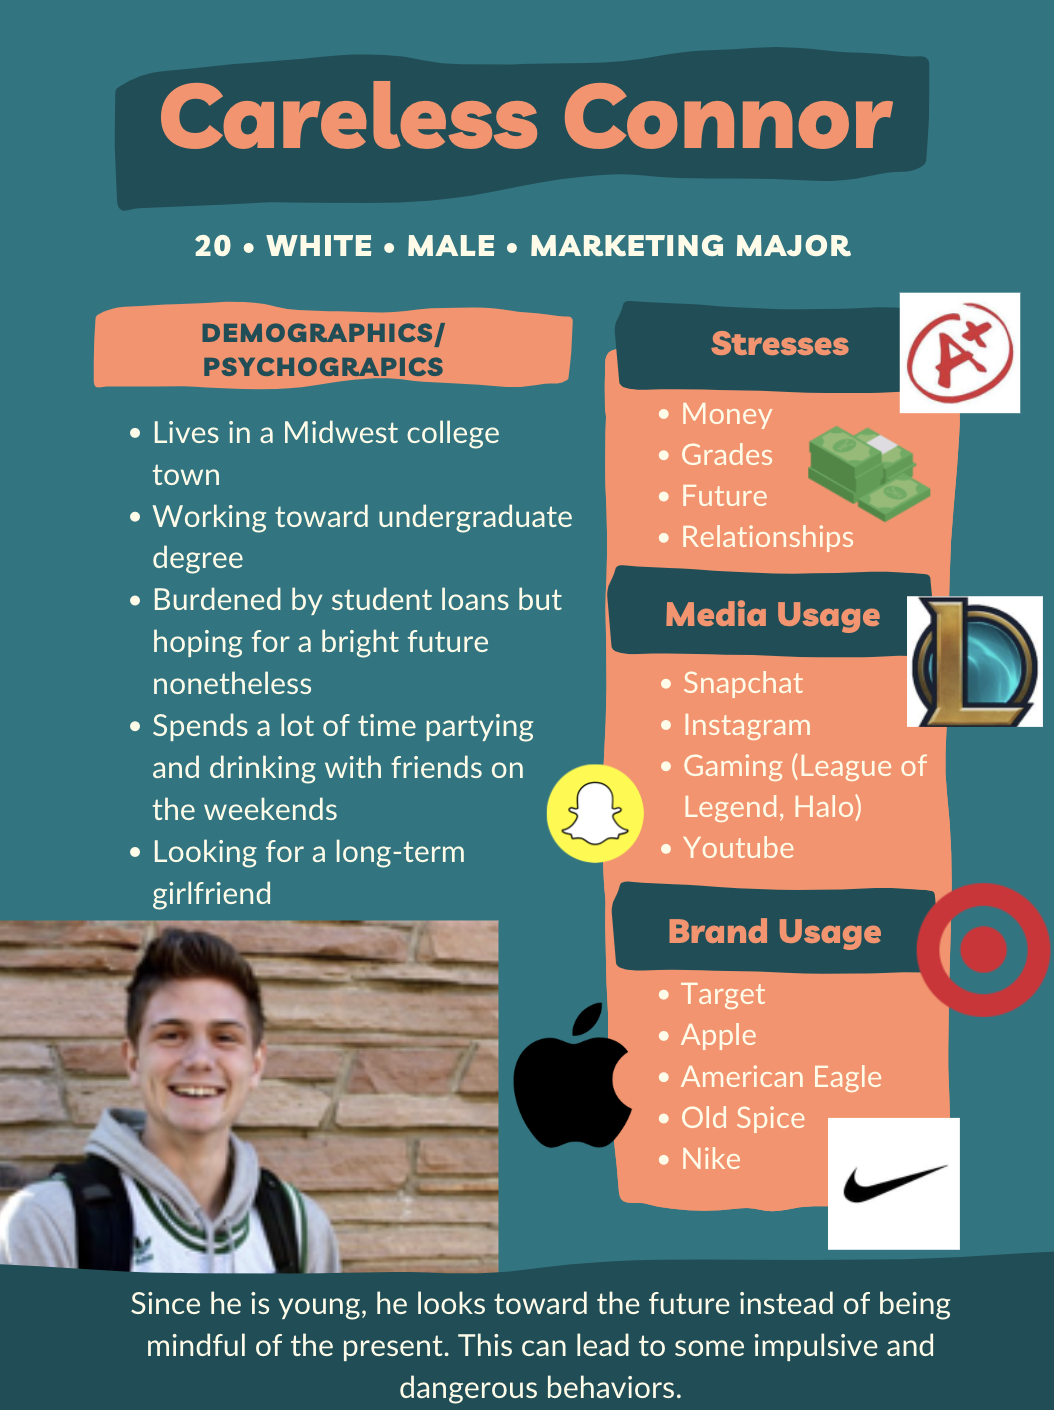 Careless Connor
20 • WHITE • MALE • MARKETING MAJOR
DEMOGRAPHICS/
PSYCHOGRAPICS
• Lives in a Midwest college
town
• Working toward undergraduate
degree
• Burdened by student loans but
hoping for a bright future
nonetheless
• Spends a lot of time partying
and drinking with friends on
the weekends
• Looking for a long-term
girlfriend
Stresses
A+
• Money
• Grades
• Future
• Relationships
Media Usage
L
• Snapchat
• Instagram
• Gaming (League of
Legend, Halo)
• Youtube
Brand Usage
• Target
• Apple
• American Eagle
• Old Spice
• Nike
Since he is young, he looks toward the future instead of being
mindful of the present. This can lead to some impulsive and
dangerous behaviors.